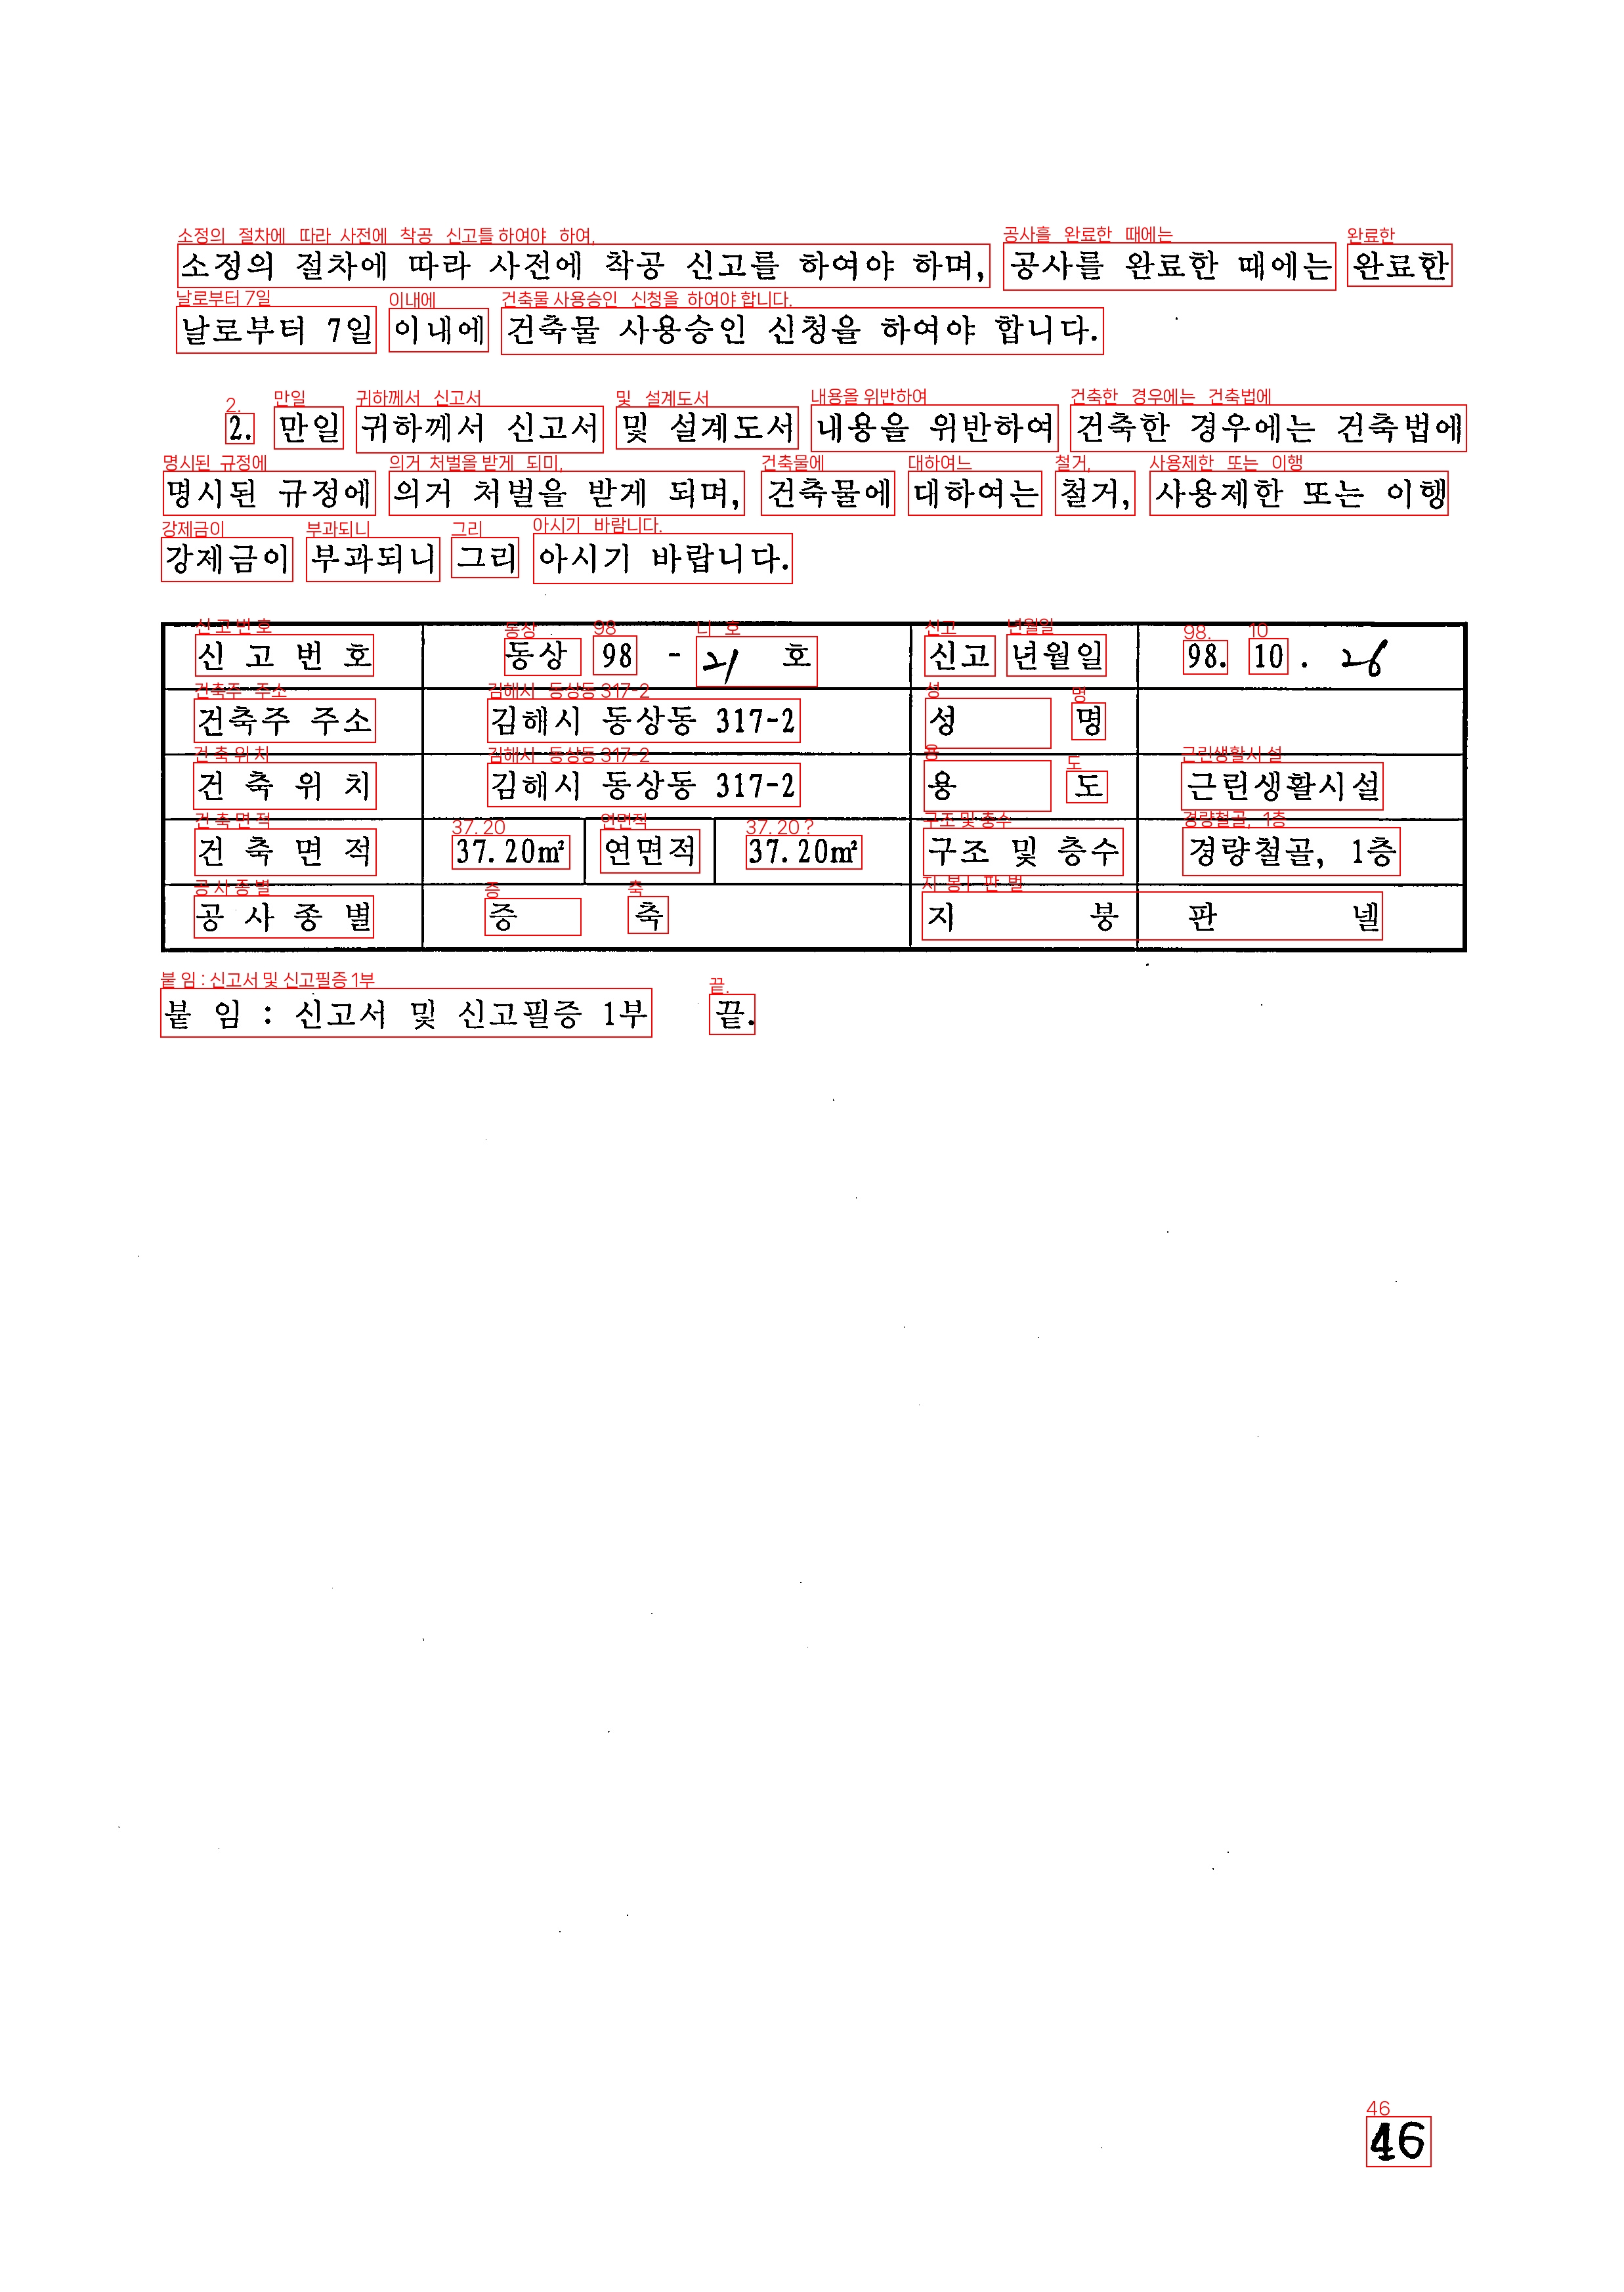 소정의 절차에 따라 사전에 착공 신고를 하여야 하며, 공사를 완료한 때에는 완료한
날로부터 7일 이내에 건축물 사용승인 신청을 하여야 합니다.
2. 만일 귀하께서 신고서 및 설계도서 내용을 위반하여 건축한 경우에는 건축법에
명시된 규정에 의거 처벌을 받게 되며, 건축물에 대하여는 철거, 사용제한 또는 이행
강제금이 부과되니 그리 아시기 바랍니다.
신 고 번 호 동상 98 - 21 호 신고 년월일 98. 10 . 26
건축주 주소 김해시 동상동 317-2 성 명
건 축 위 치 김해시 동상동 317-2 용 도 근린생활시설
건 축 면 적 37.20㎡ 연면적 37.20㎡ 구조 및 층수 경량철골, 1층
공 사 종 별 증 축 지 붕 판 넬
붙 임 : 신고서 및 신고필증 1부 끝.
46